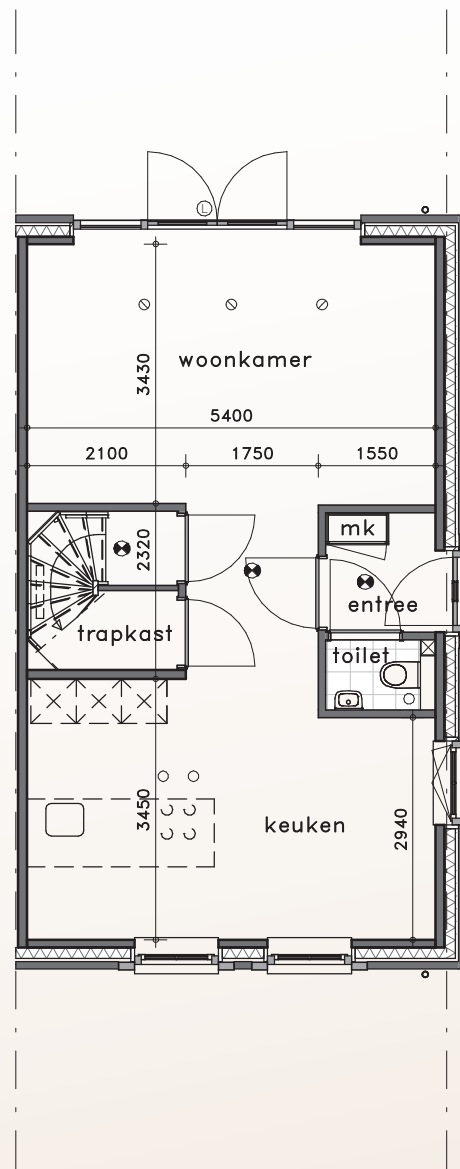 L
woonkamer
3430
5400
2100 1750 1550
mk
2320
entree
trapkast
toilet
3450
keuken
2940